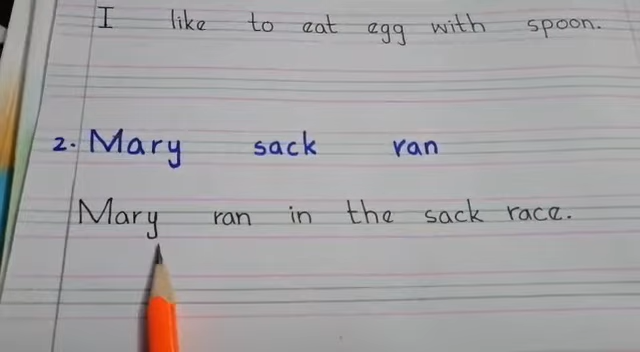 I like to eat egg with spoon.
2. Mary sack ran
Mary ran in the sack race.